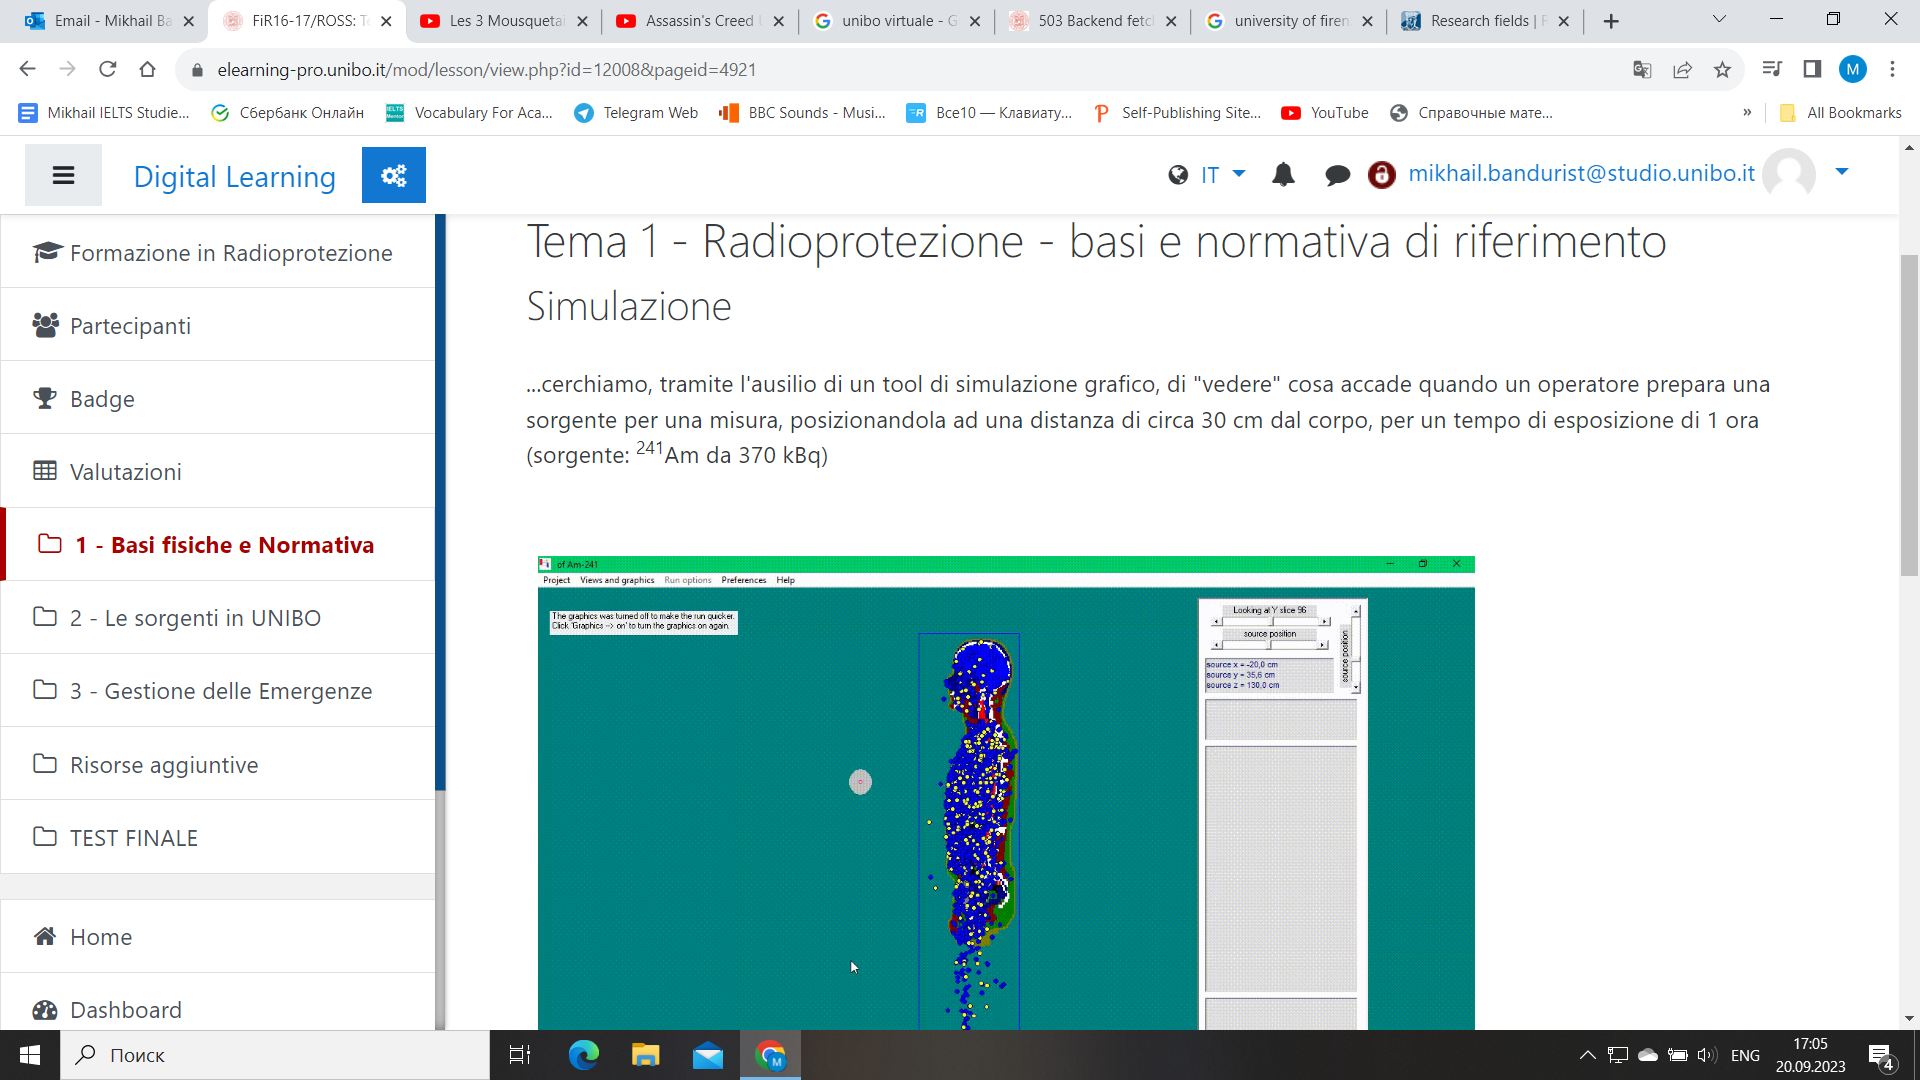 Email - Mikhail Ba
FiR16-17/ROSS: Te
Les 3 Mousquetai
Assassin's Creed U
unibo virtuale - G
503 Backend fetch
university of firen
Research fields | F
elearning-pro.unibo.it/mod/lesson/view.php?id=12008&pageid=4921
M
Mikhail IELTS Studie...
Сбербанк Онлайн
Vocabulary For Aca...
Telegram Web
BBC Sounds - Musi...
Все10 — Клавиату...
Self-Publishing Site...
YouTube
Справочные мате...
»
All Bookmarks
Digital Learning
IT
mikhail.bandurist@studio.unibo.it
Formazione in Radioprotezione
Partecipanti
Badge
Valutazioni
1 - Basi fisiche e Normativa
2 - Le sorgenti in UNIBO
3 - Gestione delle Emergenze
Risorse aggiuntive
TEST FINALE
Home
Dashboard
Tema 1 - Radioprotezione - basi e normativa di riferimento
Simulazione
...cerchiamo, tramite l'ausilio di un tool di simulazione grafico, di "vedere" cosa accade quando un operatore prepara una
sorgente per una misura, posizionandola ad una distanza di circa 30 cm dal corpo, per un tempo di esposizione di 1 ora
(sorgente: ²⁴¹Am da 370 kBq)
of Am-241
Project Views and graphics Run options Preferences Help
The graphics was turned off to make the run quicker.
Click 'Graphics --> on' to turn the graphics on again.
Looking at Y slice 96
source position
source position
source x = -20,0 cm
source y = 35,6 cm
source z = 130,0 cm
Поиск
ENG
17:05
20.09.2023
4